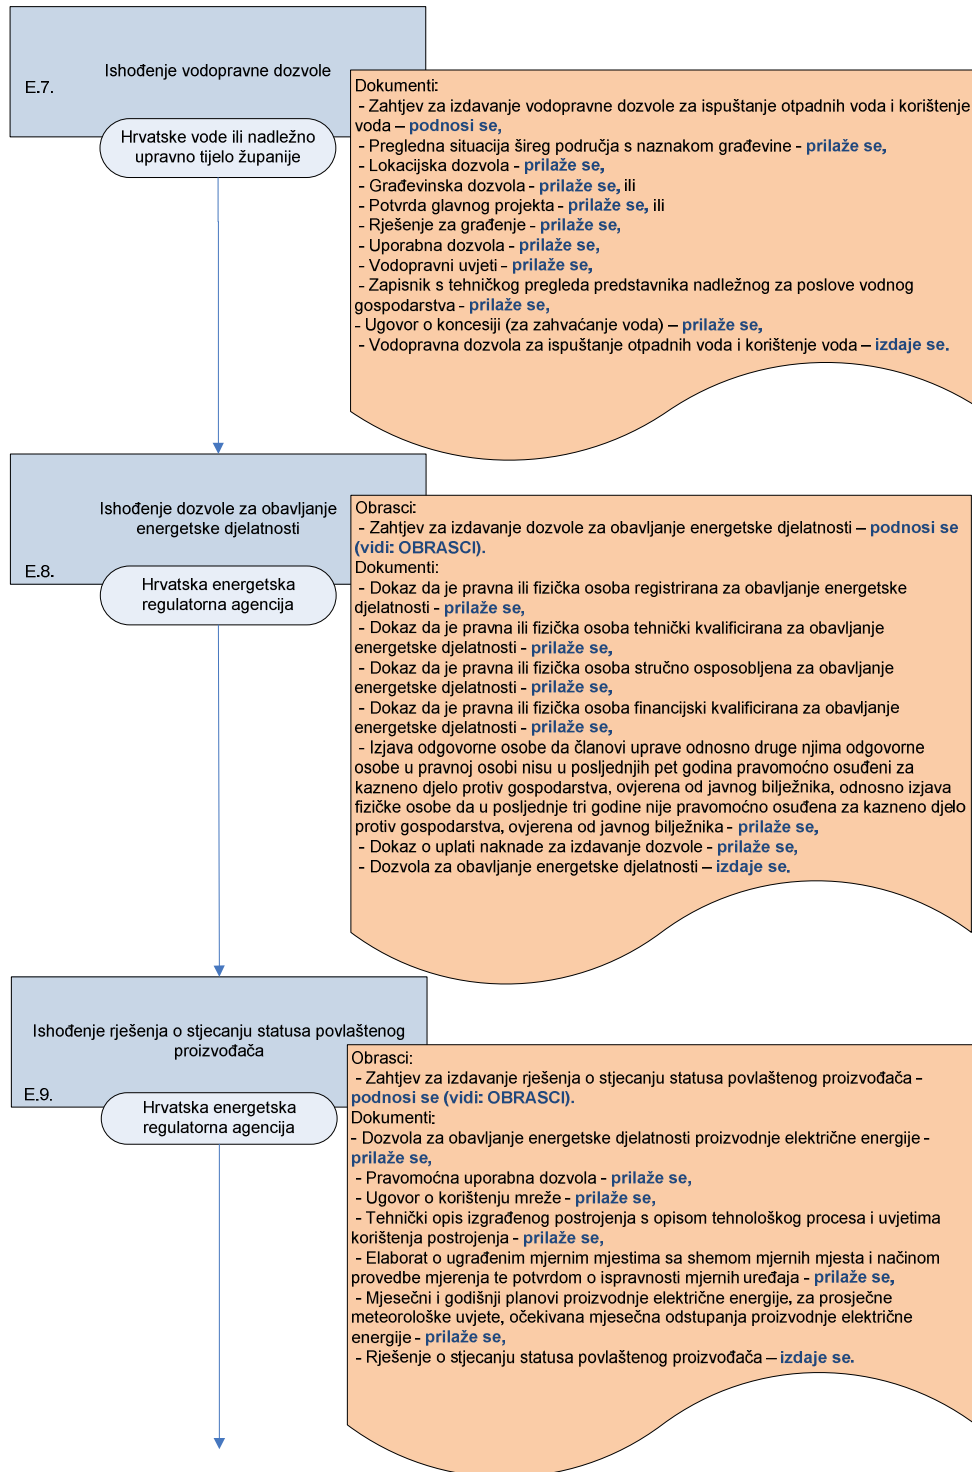 Ishođenje vodopravne dozvole
E.7.
Hrvatske vode ili nadležno
upravno tijelo županije
Dokumenti:
- Zahtjev za izdavanje vodopravne dozvole za ispuštanje otpadnih voda i korištenje
voda – podnosi se,
- Pregledna situacija šireg područja s naznakom građevine - prilaže se,
- Lokacijska dozvola - prilaže se,
- Građevinska dozvola - prilaže se, ili
- Potvrda glavnog projekta - prilaže se, ili
- Rješenje za građenje - prilaže se,
- Uporabna dozvola - prilaže se,
- Vodopravni uvjeti - prilaže se,
- Zapisnik s tehničkog pregleda predstavnika nadležnog za poslove vodnog
gospodarstva - prilaže se,
- Ugovor o koncesiji (za zahvaćanje voda) – prilaže se,
- Vodopravna dozvola za ispuštanje otpadnih voda i korištenje voda – izdaje se.
Ishođenje dozvole za obavljanje
energetske djelatnosti
E.8.
Hrvatska energetska
regulatorna agencija
Obrasci:
- Zahtjev za izdavanje dozvole za obavljanje energetske djelatnosti – podnosi se
(vidi: OBRASCI).
Dokumenti:
- Dokaz da je pravna ili fizička osoba registrirana za obavljanje energetske
djelatnosti - prilaže se,
- Dokaz da je pravna ili fizička osoba tehnički kvalificirana za obavljanje
energetske djelatnosti - prilaže se,
- Dokaz da je pravna ili fizička osoba stručno osposobljena za obavljanje
energetske djelatnosti - prilaže se,
- Dokaz da je pravna ili fizička osoba financijski kvalificirana za obavljanje
energetske djelatnosti - prilaže se,
- Izjava odgovorne osobe da članovi uprave odnosno druge njima odgovorne
osobe u pravnoj osobi nisu u posljednjih pet godina pravomoćno osuđeni za
kazneno djelo protiv gospodarstva, ovjerena od javnog bilježnika, odnosno izjava
fizičke osobe da u posljednje tri godine nije pravomoćno osuđena za kazneno djelo
protiv gospodarstva, ovjerena od javnog bilježnika - prilaže se,
- Dokaz o uplati naknade za izdavanje dozvole - prilaže se,
- Dozvola za obavljanje energetske djelatnosti – izdaje se.
Ishođenje rješenja o stjecanju statusa povlaštenog
proizvođača
E.9.
Hrvatska energetska
regulatorna agencija
Obrasci:
- Zahtjev za izdavanje rješenja o stjecanju statusa povlaštenog proizvođača –
podnosi se (vidi: OBRASCI).
Dokumenti:
- Dozvola za obavljanje energetske djelatnosti proizvodnje električne energije -
prilaže se,
- Pravomoćna uporabna dozvola - prilaže se,
- Ugovor o korištenju mreže - prilaže se,
- Tehnički opis izgrađenog postrojenja s opisom tehnološkog procesa i uvjetima
korištenja postrojenja - prilaže se,
- Elaborat o ugrađenim mjernim mjestima sa shemom mjernih mjesta i načinom
provedbe mjerenja te potvrdom o ispravnosti mjernih uređaja - prilaže se,
- Mjesečni i godišnji planovi proizvodnje električne energije, za prosječne
meteorološke uvjete, očekivana mjesečna odstupanja proizvodnje električne
energije - prilaže se,
- Rješenje o stjecanju statusa povlaštenog proizvođača – izdaje se.